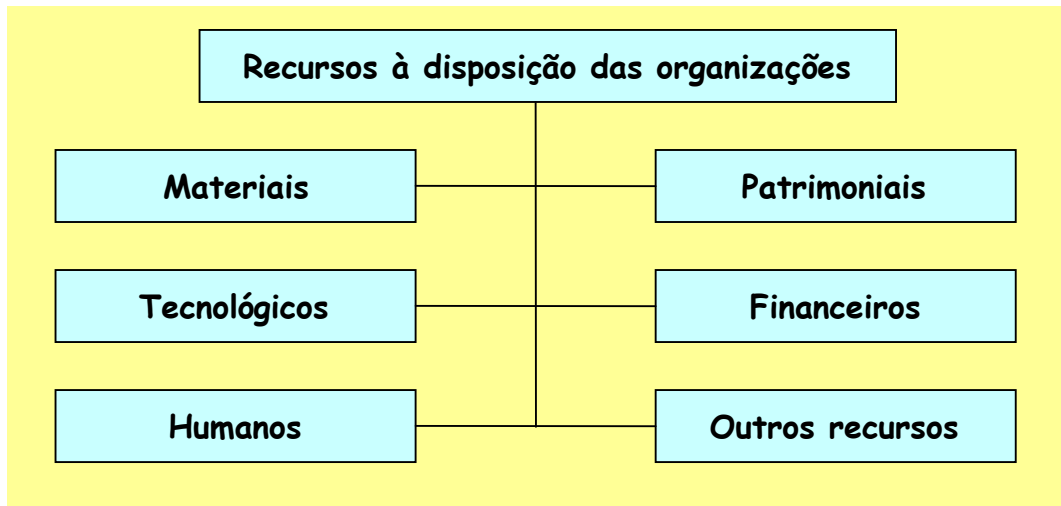 Recursos à disposição das organizações
Materiais
Patrimoniais
Tecnológicos
Financeiros
Humanos
Outros recursos